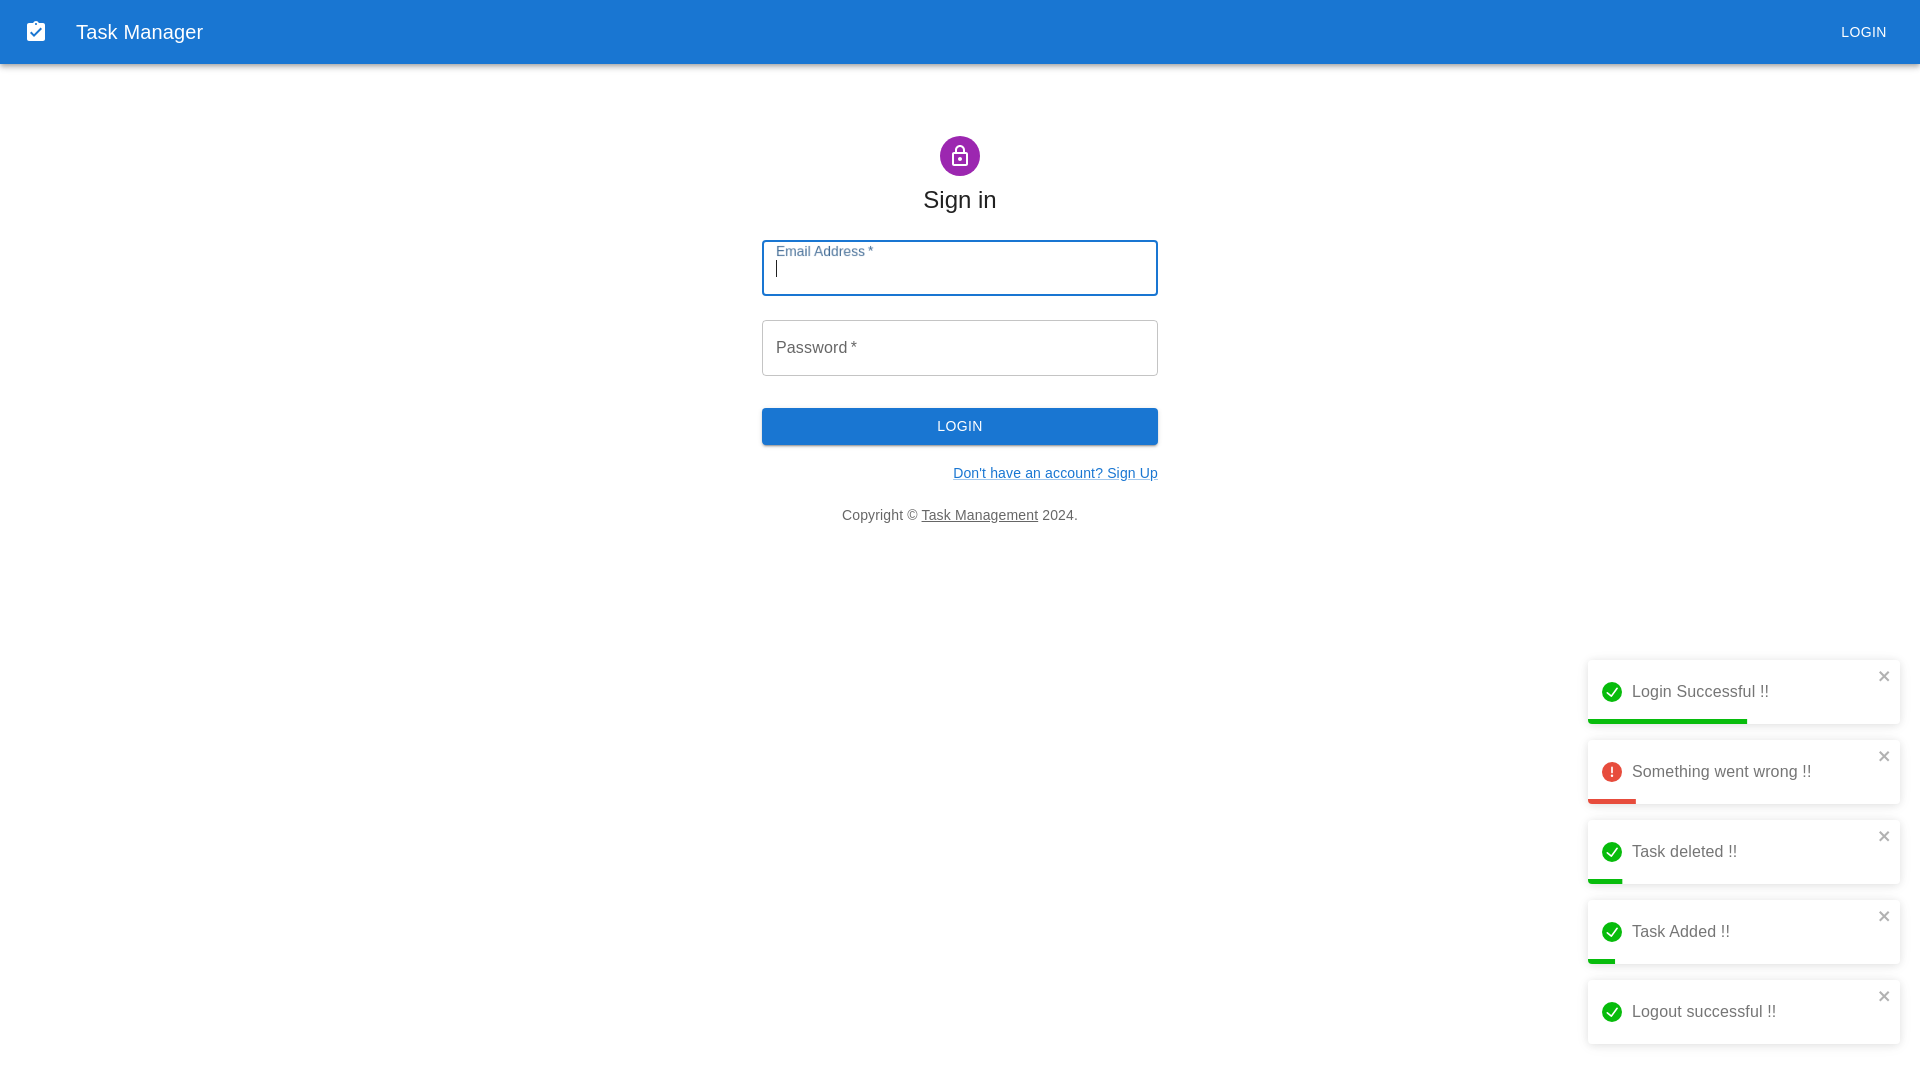 Task Manager
LOGIN
Sign in
Email Address *
Password *
LOGIN
Don't have an account? Sign Up
Copyright © Task Management 2024.
Login Successful !!
Something went wrong !!
Task deleted !!
Task Added !!
Logout successful !!